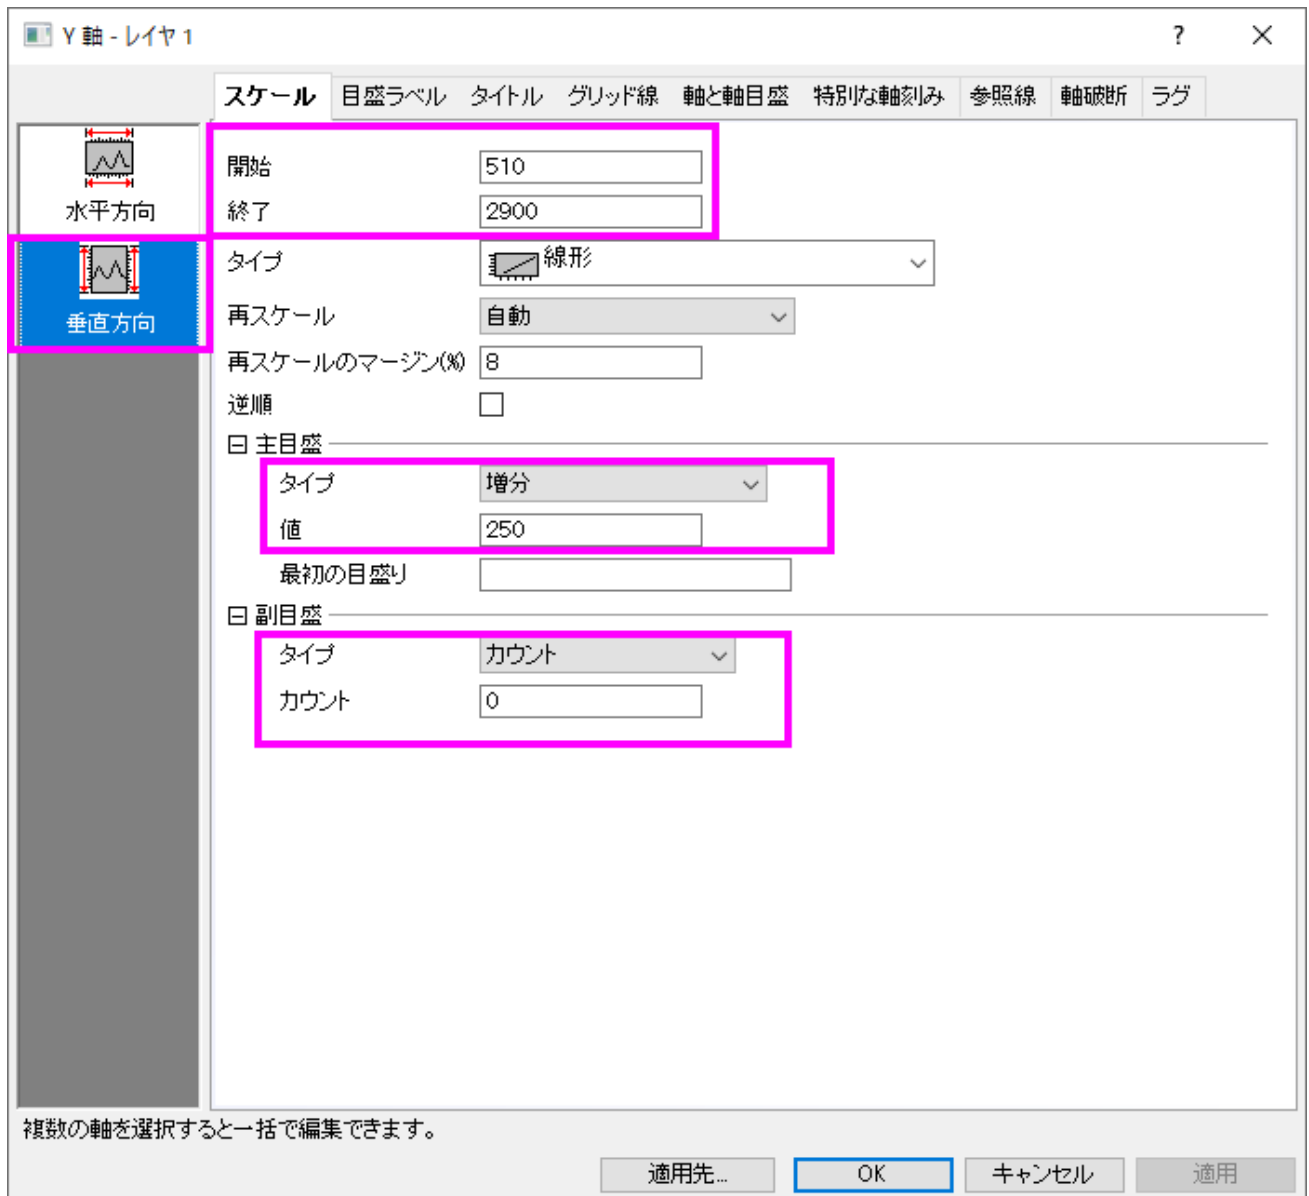 Y 軸 - レイヤ 1
?
スケール 目盛ラベル タイトル グリッド線 軸と軸目盛 特別な軸刻み 参照線 軸破断 ラグ
水平方向
垂直方向
開始 510
終了 2900
タイプ 線形
再スケール 自動
再スケールのマージン(%) 8
逆順
主目盛
タイプ 増分
値 250
最初の目盛り
副目盛
タイプ カウント
カウント 0
複数の軸を選択すると一括で編集できます。
適用先... OK キャンセル 適用